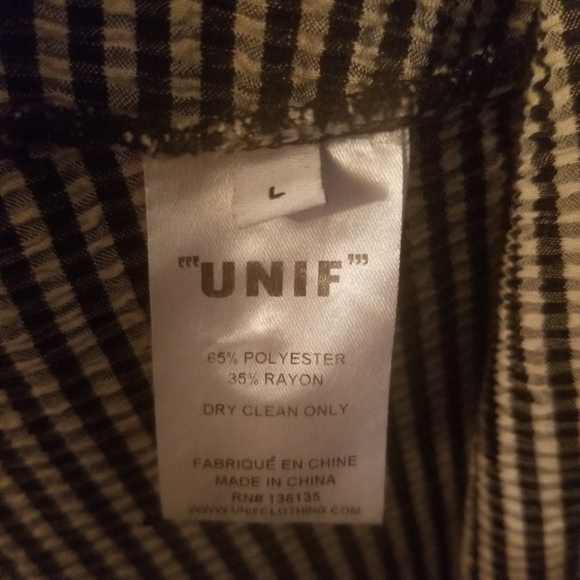 L
"‘UNIF’"
65% POLYESTER
35% RAYON
DRY CLEAN ONLY
FABRIQUÉ EN CHINE
MADE IN CHINA
RN# 136135
WWW.UNIFCLOTHING.COM